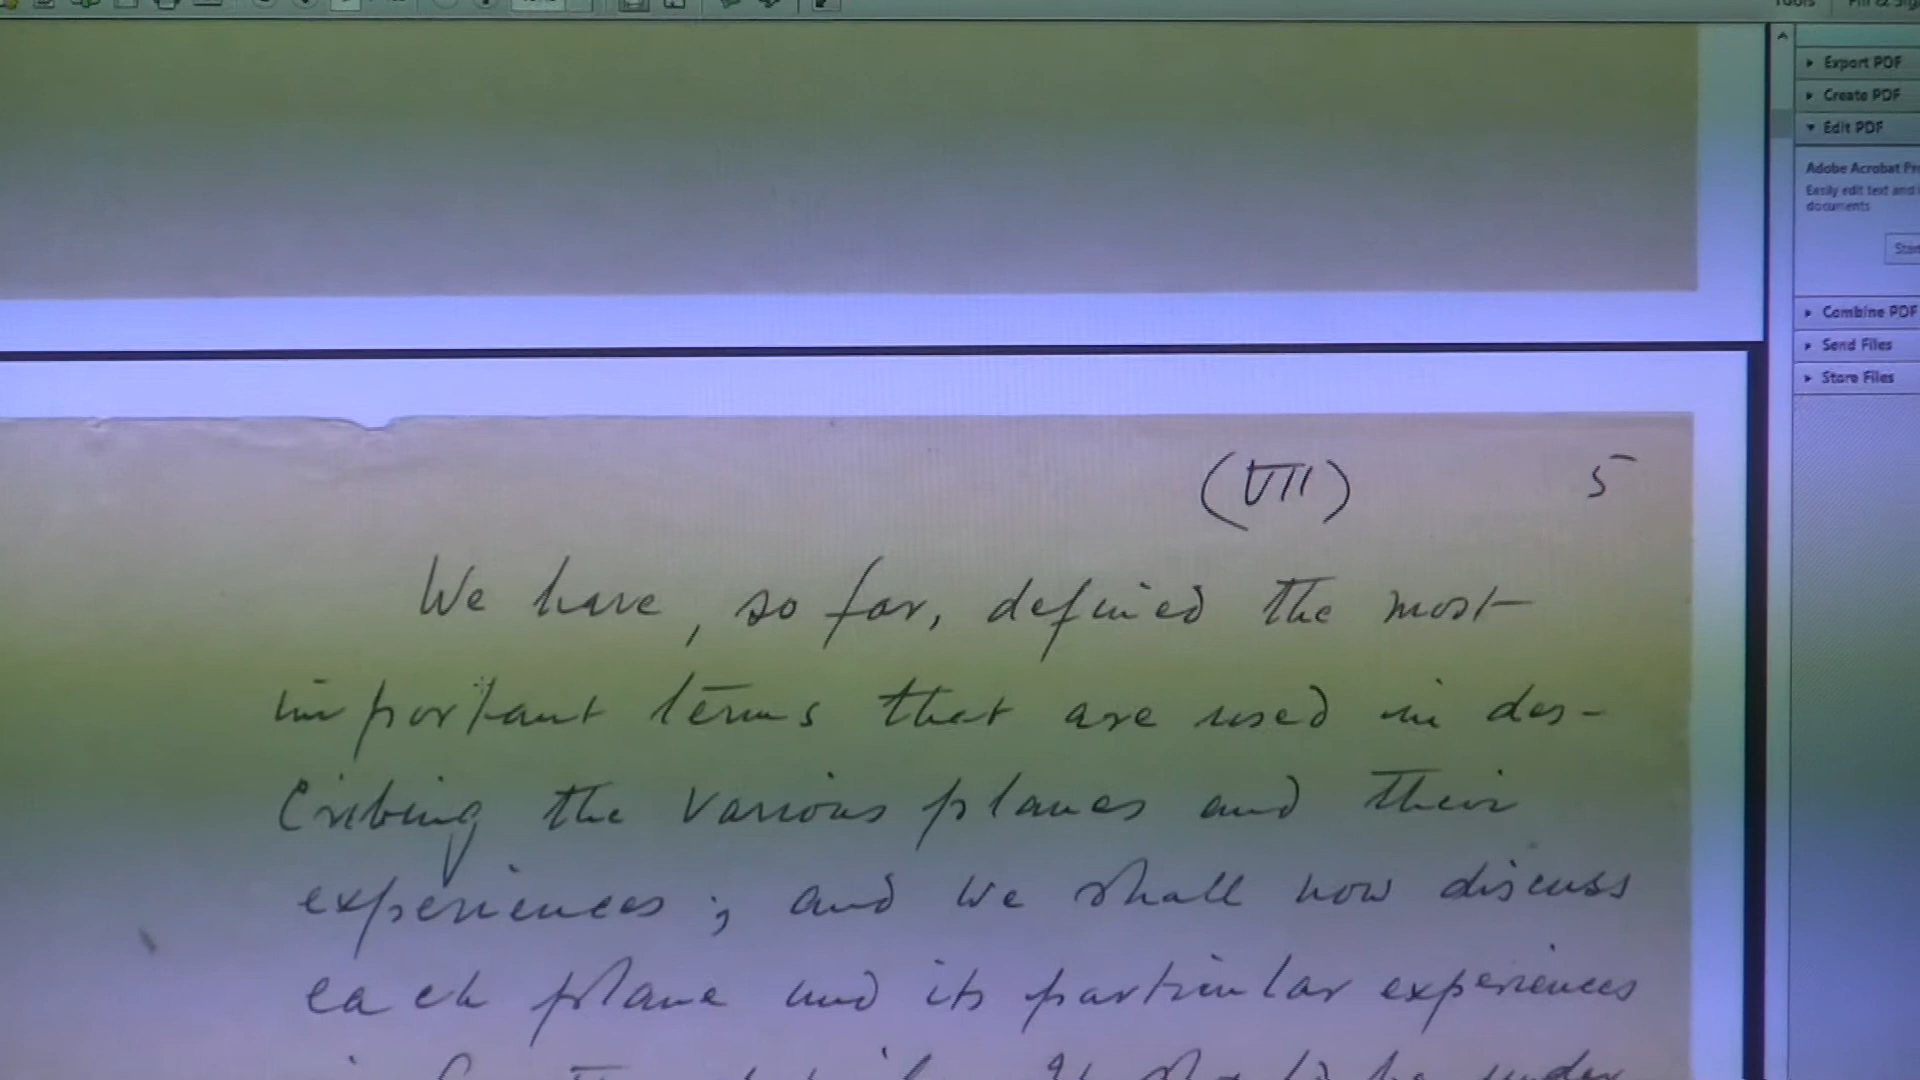 Tools
Export PDF
Create PDF
Edit PDF
Adobe Acrobat Pr
Easily edit text and
documents
Combine PDF
Send Files
Store Files
(VII) 5
We have, so far, defined the most
important terms that are used in des-
cribing the various planes and their
experiences; and we shall now discuss
each plane and its particular experiences